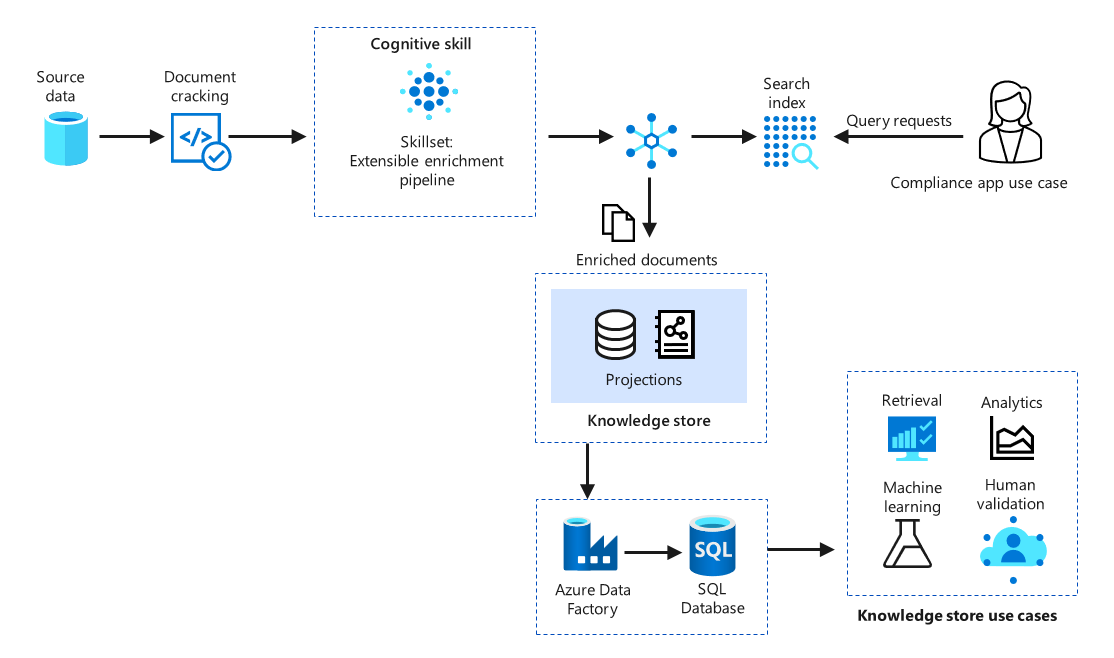 Source
data
Document
cracking
</>
Cognitive skill
Skillset:
Extensible enrichment
pipeline
Search
index
Query requests
Compliance app use case
Enriched documents
Projections
Knowledge store
Azure Data
Factory
SQL
SQL
Database
Retrieval
Analytics
Machine
learning
Human
validation
Knowledge store use cases